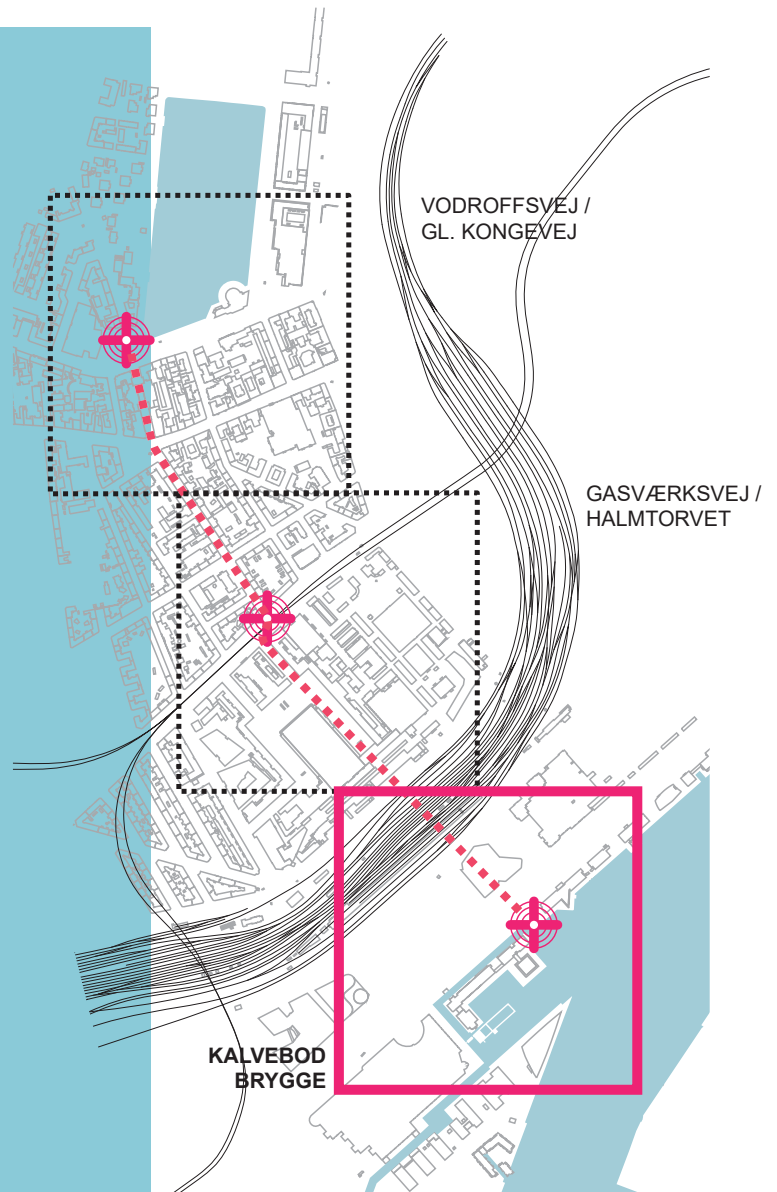 VODROFFSVEJ /
GL. KONGEVEJ
GASVÆRKSVEJ /
HALMTORVET
KALVEBOD
BRYGGE